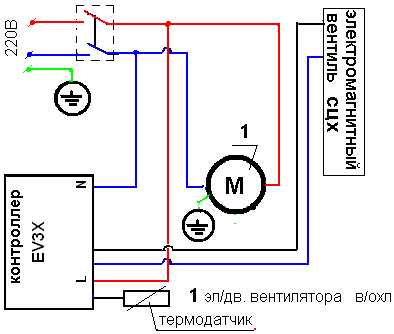 220В
электромагнитный
вентиль сцх
1
М
контроллер
EV3X
N
L
1 эл/дв. вентилятора в/охл
термодатчик